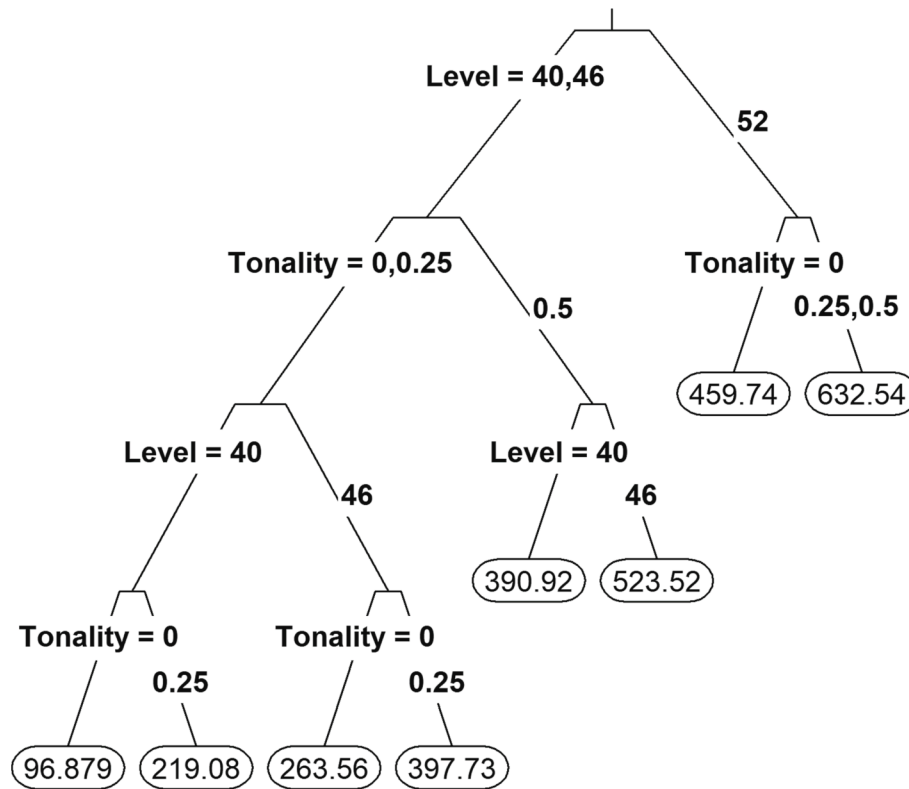 Level = 40,46
52
Tonality = 0,0.25
Tonality = 0
0.5
0.25,0.5
459.74
632.54
Level = 40
Level = 40
46
46
390.92
523.52
Tonality = 0
Tonality = 0
0.25
0.25
96.879
219.08
263.56
397.73